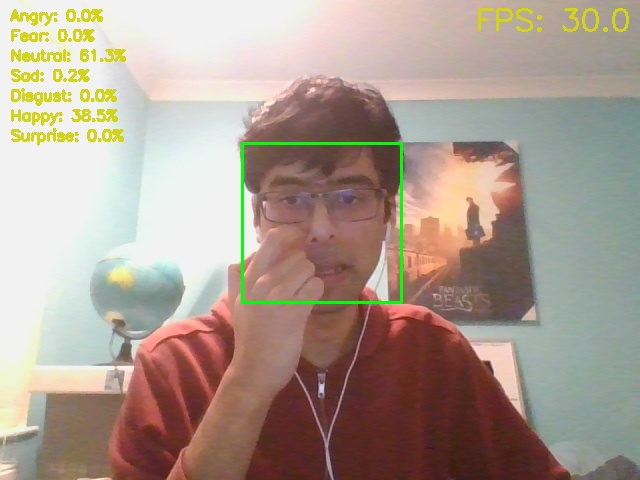 Angry: 0.0%
Fear: 0.0%
Neutral: 61.3%
Sad: 0.2%
Disgust: 0.0%
Happy: 38.5%
Surprise: 0.0%
FPS: 30.0
FANTASTIC
BEASTS